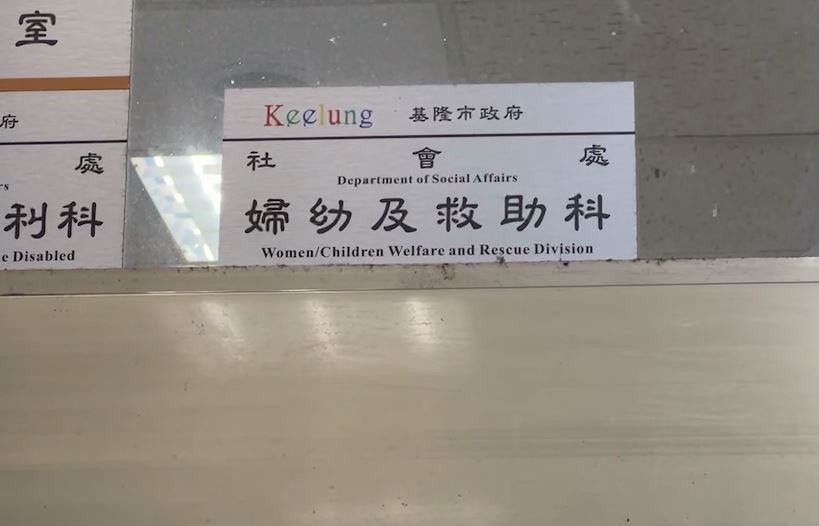 室
府
處
rs
利科
e Disabled
Keelung 基隆市政府
社會處
Department of Social Affairs
婦幼及救助科
Women/Children Welfare and Rescue Division